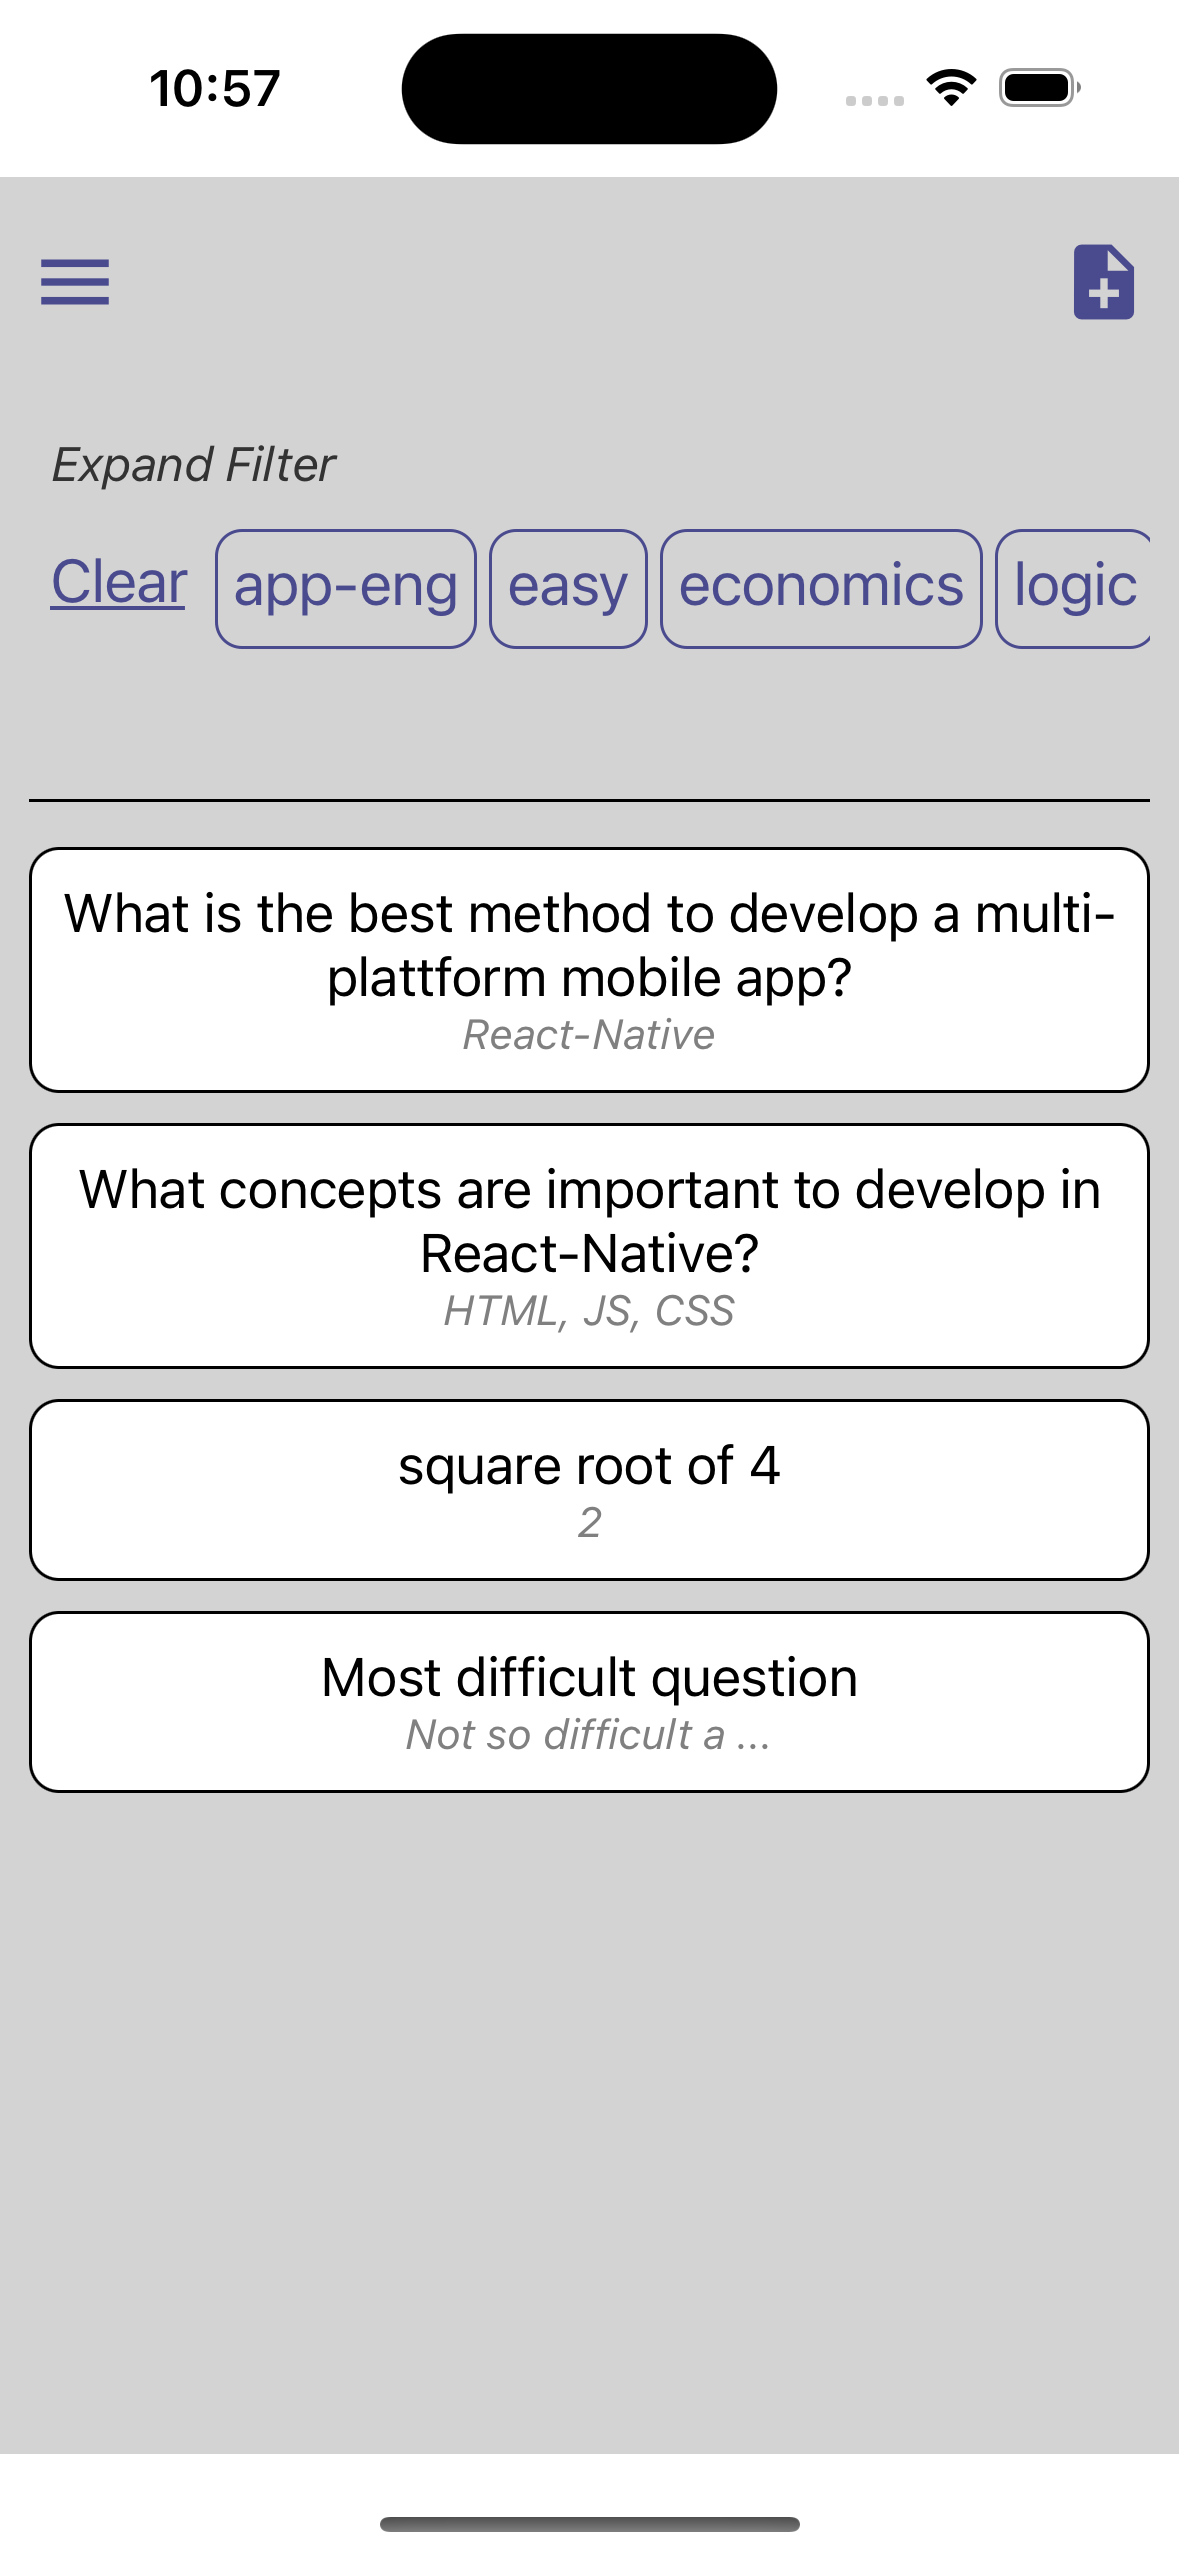 10:57
Expand Filter
Clear app-eng easy economics logic
What is the best method to develop a multi-
plattform mobile app?
React-Native
What concepts are important to develop in
React-Native?
HTML, JS, CSS
square root of 4
2
Most difficult question
Not so difficult a ...